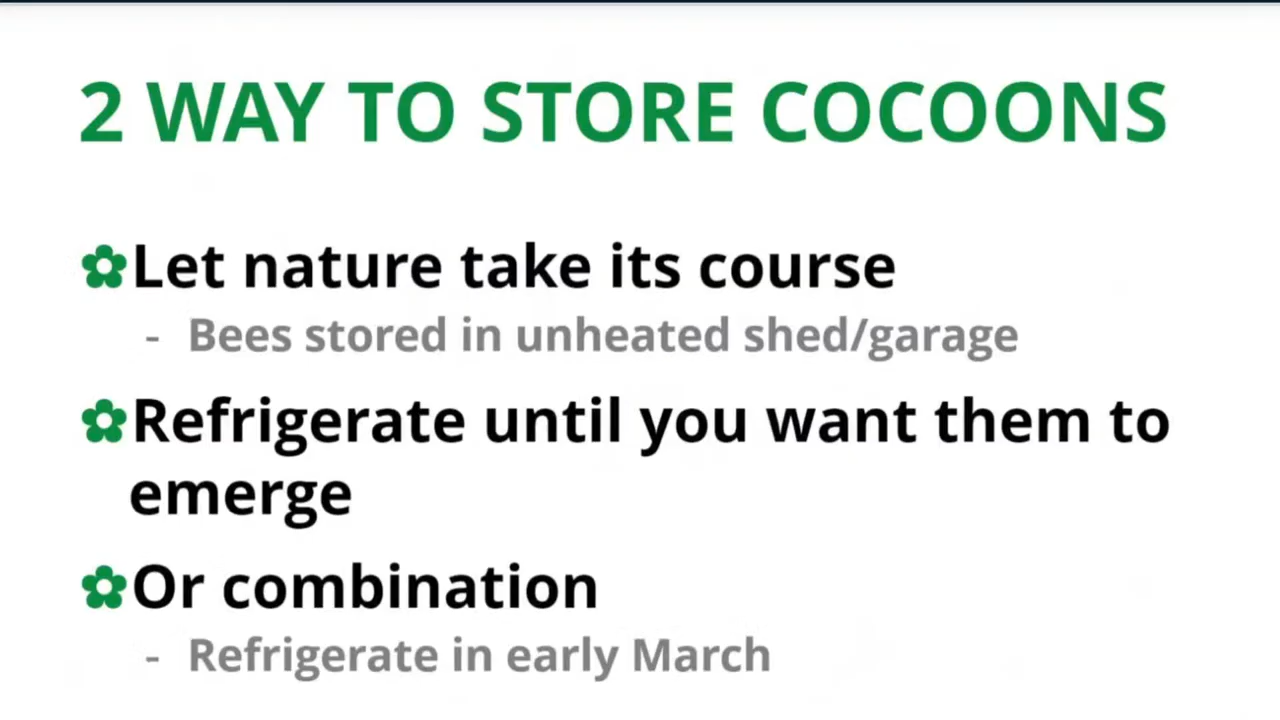 2 WAY TO STORE COCOONS
Let nature take its course
- Bees stored in unheated shed/garage
Refrigerate until you want them to
emerge
Or combination
- Refrigerate in early March